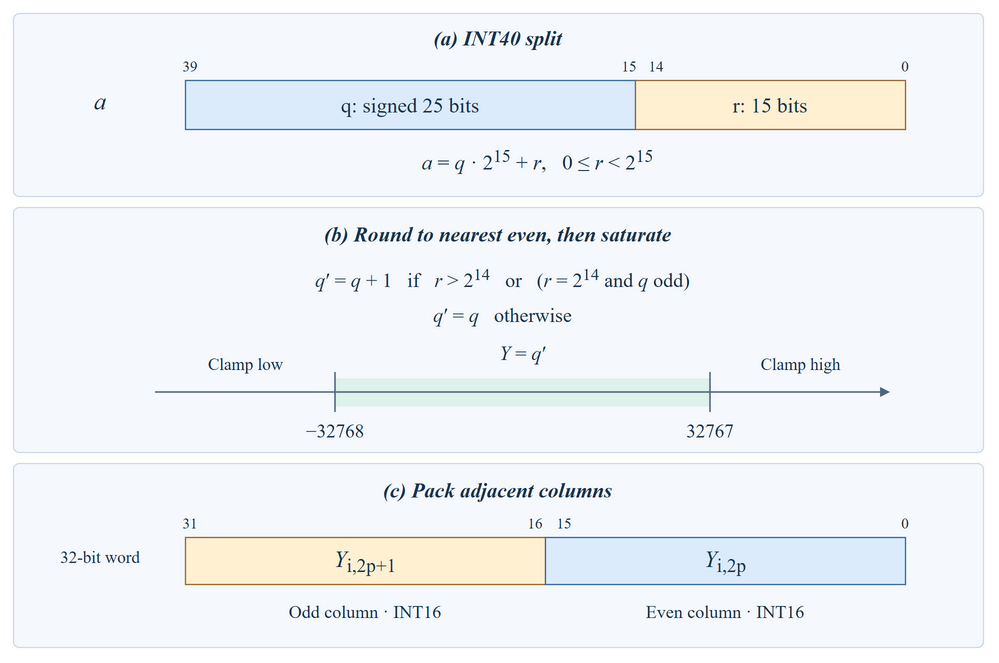 (a) INT40 split
39 15 14 0
a q: signed 25 bits r: 15 bits
a = q · 2^15 + r, 0 ≤ r < 2^15
(b) Round to nearest even, then saturate
q′ = q + 1 if r > 2^14 or (r = 2^14 and q odd)
q′ = q otherwise
Y = q′
Clamp low Clamp high
−32768 32767
(c) Pack adjacent columns
31 16 15 0
32-bit word Y_i,2p+1 Y_i,2p
Odd column · INT16 Even column · INT16